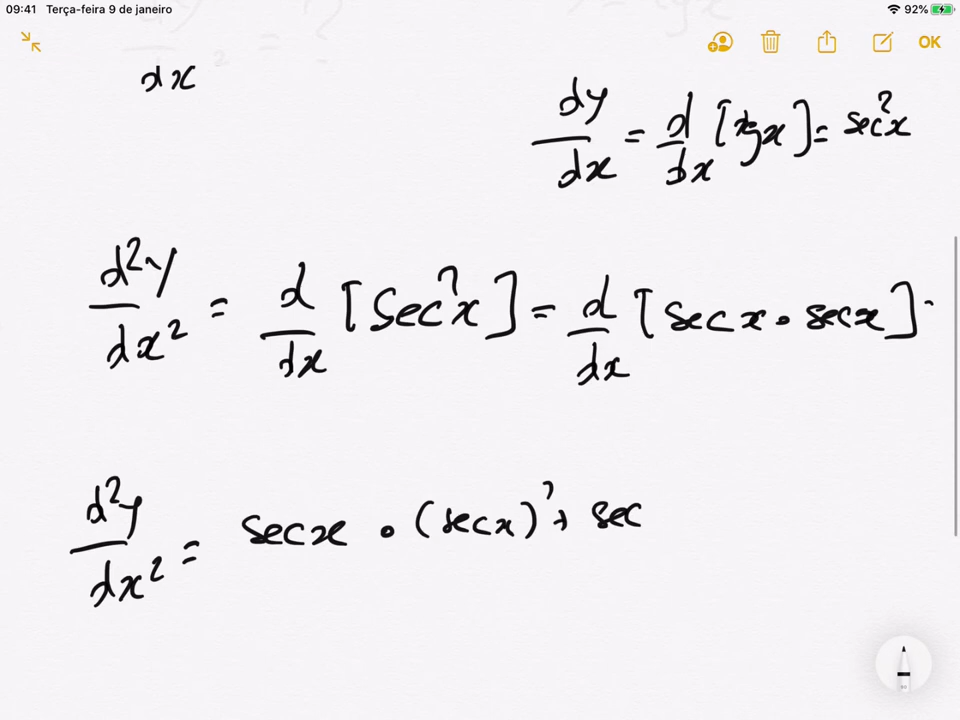 09:41 Terça-feira 9 de janeiro 92%
OK
dx
dy/dx = d/dx [tgx] = sec²x
d²y/dx² = d/dx [sec²x] = d/dx [secx • secx]
d²y/dx² = secx • (secx)' + sec